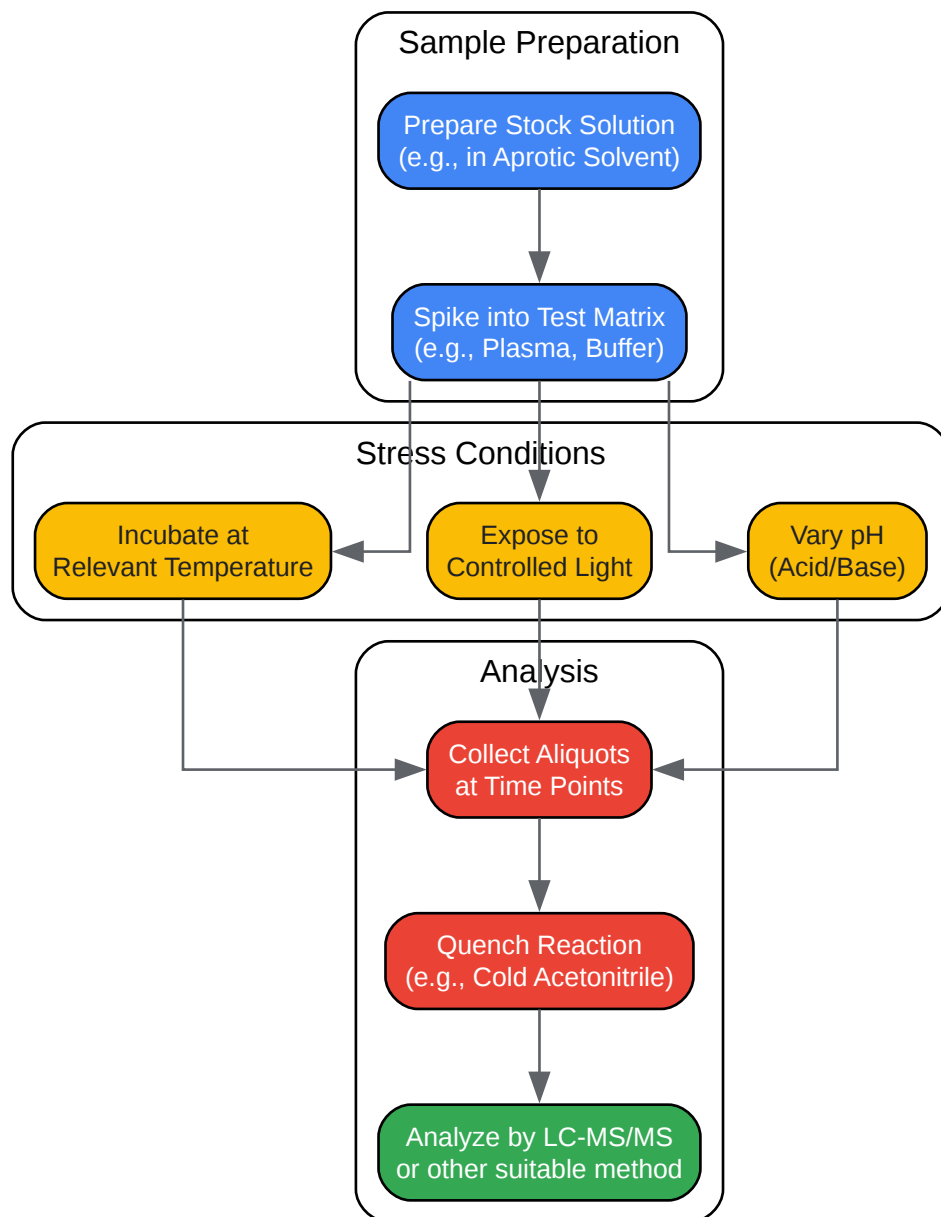 Sample Preparation
Prepare Stock Solution
(e.g., in Aprotic Solvent)
Spike into Test Matrix
(e.g., Plasma, Buffer)
Stress Conditions
Incubate at
Relevant Temperature
Expose to
Controlled Light
Vary pH
(Acid/Base)
Analysis
Collect Aliquots
at Time Points
Quench Reaction
(e.g., Cold Acetonitrile)
Analyze by LC-MS/MS
or other suitable method